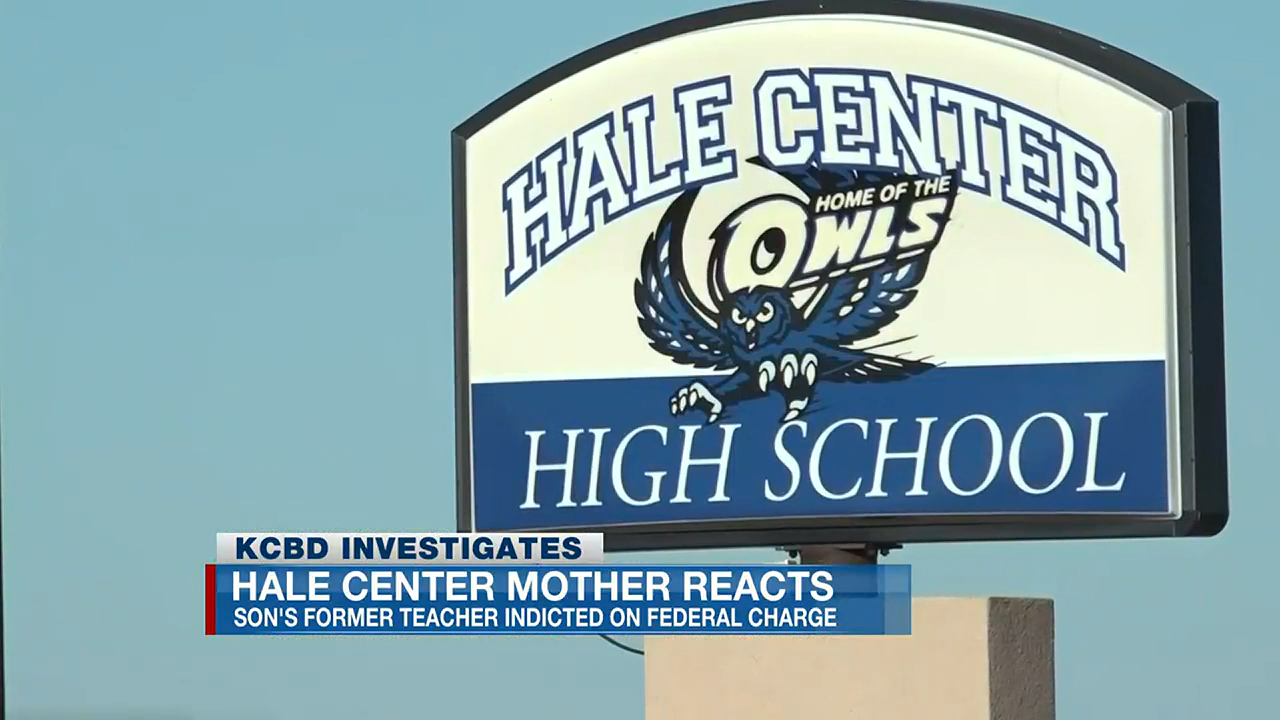 HALE CENTER
HOME OF THE
OWLS
HIGH SCHOOL
KCBD INVESTIGATES
HALE CENTER MOTHER REACTS
SON'S FORMER TEACHER INDICTED ON FEDERAL CHARGE